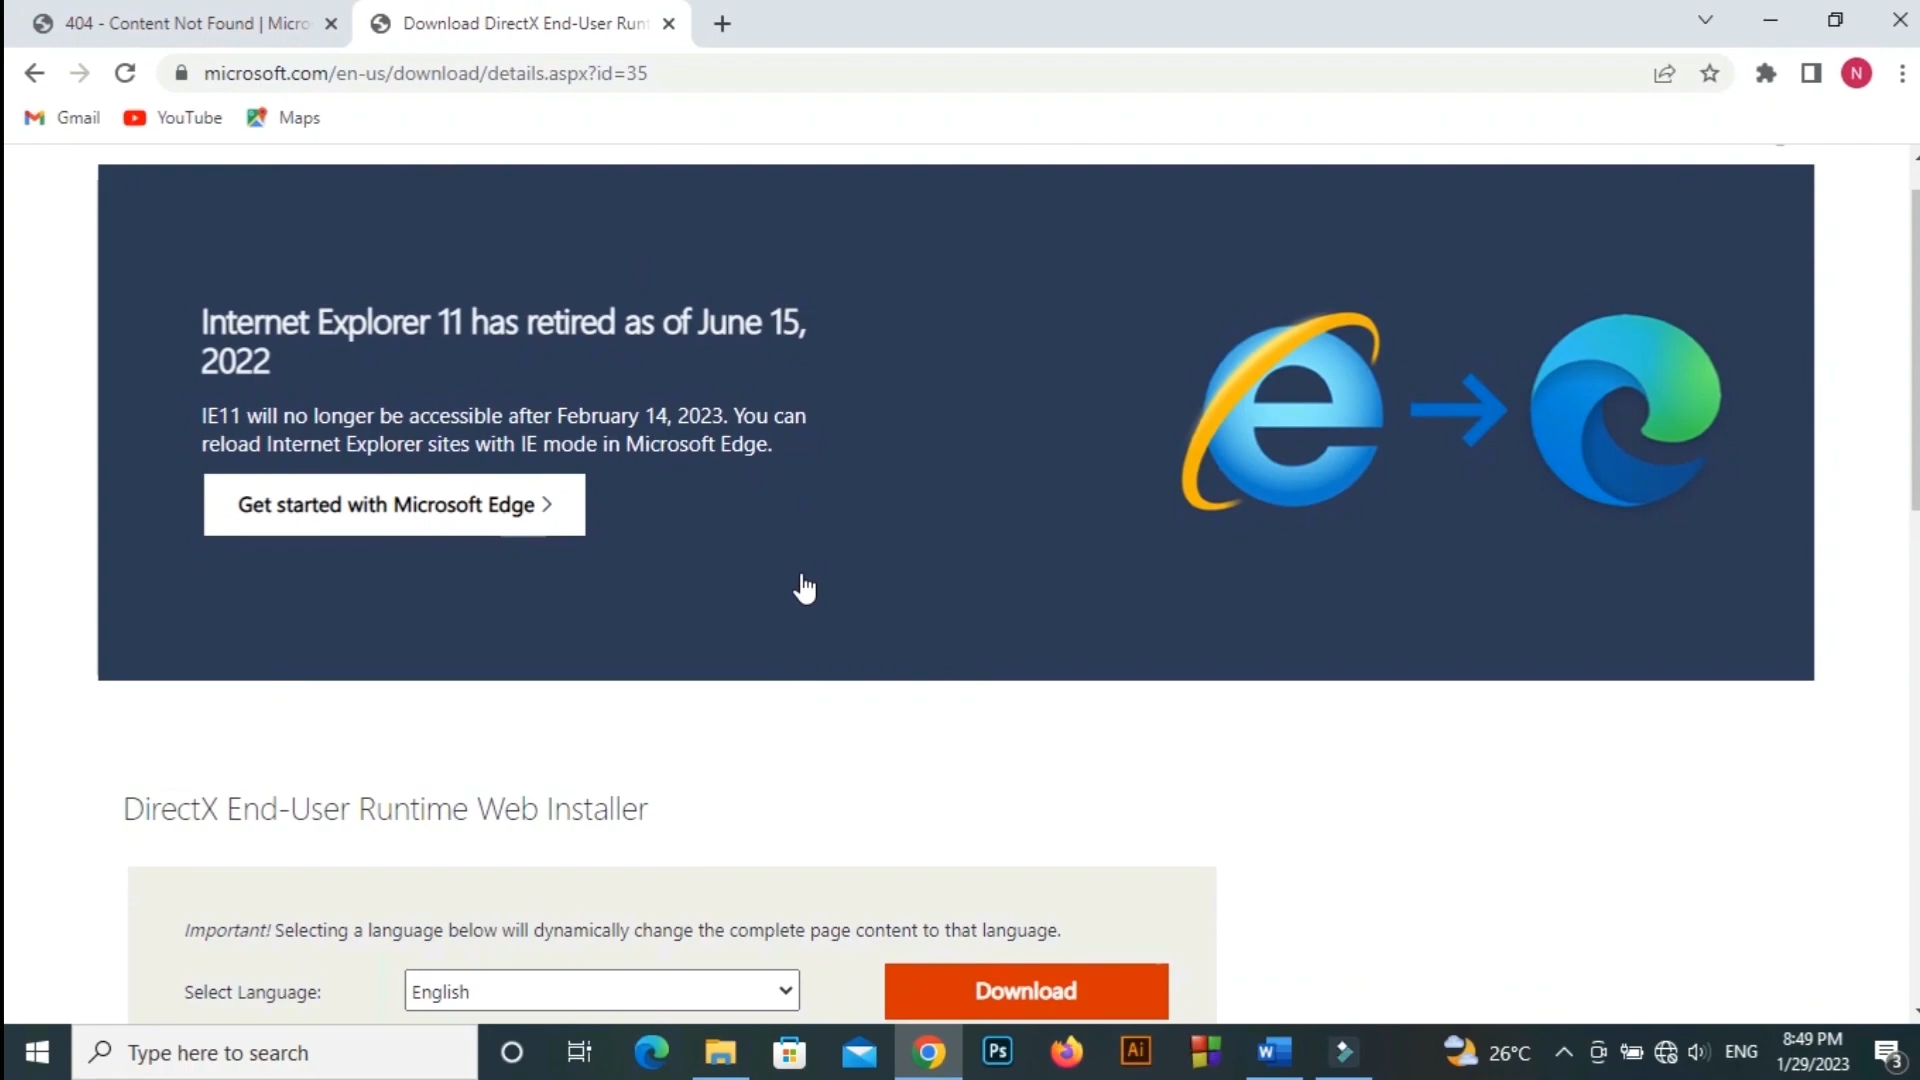 404 - Content Not Found | Micro
Download DirectX End-User Runt
microsoft.com/en-us/download/details.aspx?id=35
N
Gmail
YouTube
Maps
Internet Explorer 11 has retired as of June 15,
2022
IE11 will no longer be accessible after February 14, 2023. You can
reload Internet Explorer sites with IE mode in Microsoft Edge.
Get started with Microsoft Edge >
DirectX End-User Runtime Web Installer
Important! Selecting a language below will dynamically change the complete page content to that language.
Select Language:
English
Download
Type here to search
Ps
Ai
W
26°C
ENG
8:49 PM
1/29/2023
3